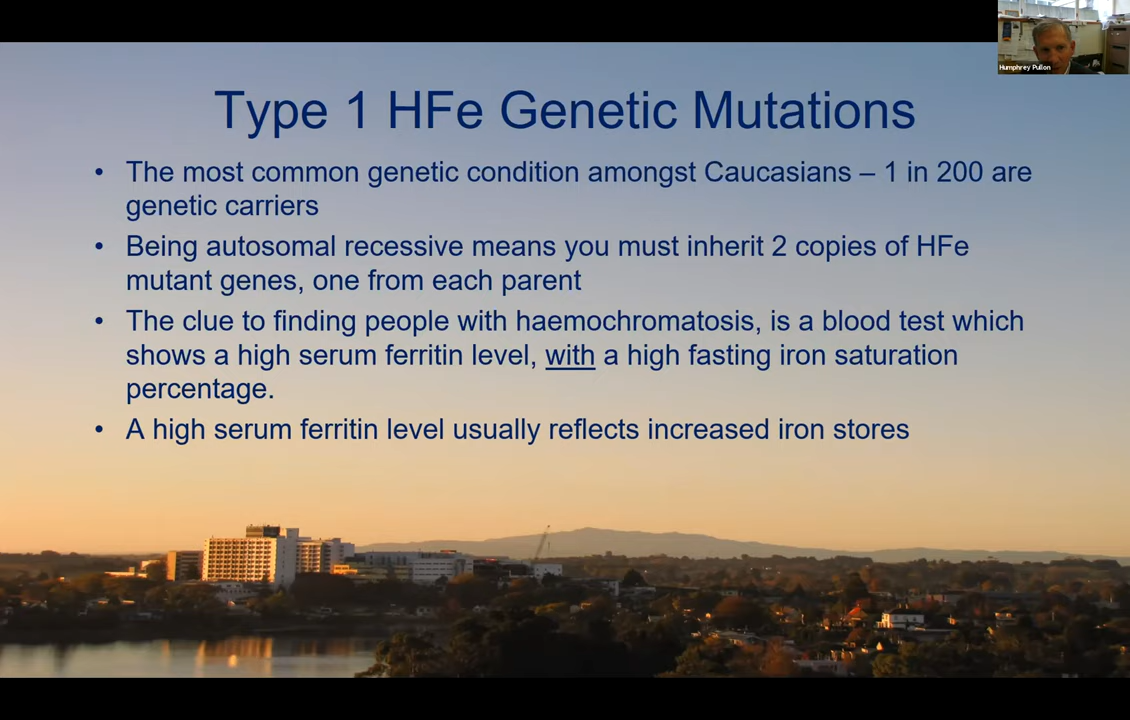 Humphrey Pullon
Type 1 HFe Genetic Mutations
• The most common genetic condition amongst Caucasians – 1 in 200 are
genetic carriers
• Being autosomal recessive means you must inherit 2 copies of HFe
mutant genes, one from each parent
• The clue to finding people with haemochromatosis, is a blood test which
shows a high serum ferritin level, with a high fasting iron saturation
percentage.
• A high serum ferritin level usually reflects increased iron stores